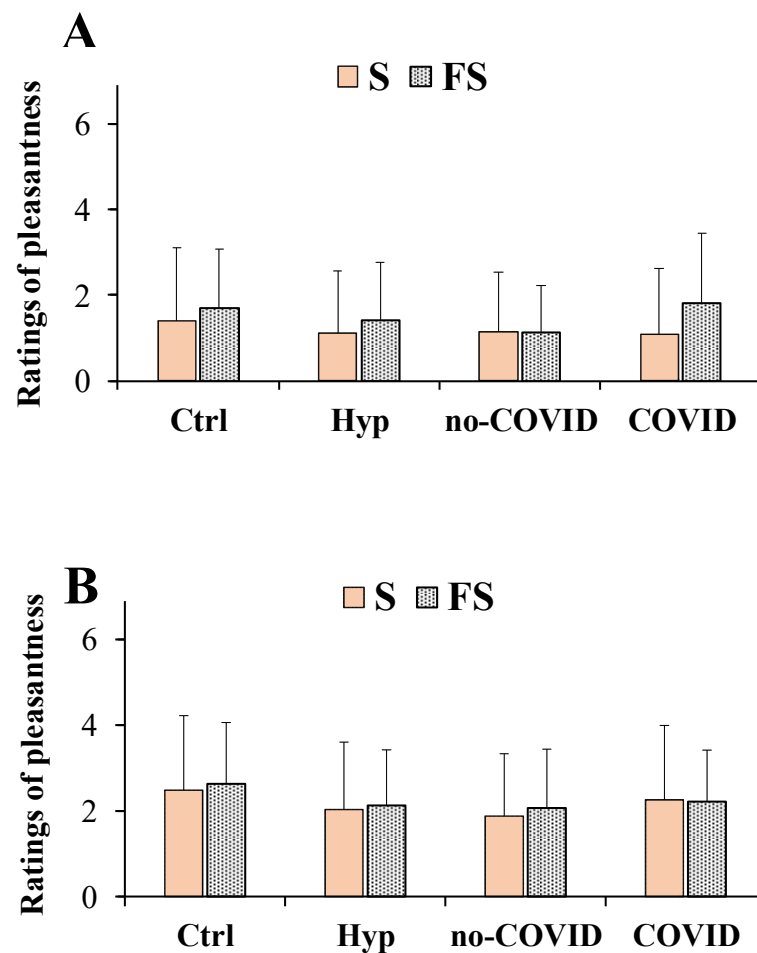 A
S FS
Ratings of pleasantness
6
4
2
0
Ctrl Hyp no-COVID COVID
B
S FS
Ratings of pleasantness
6
4
2
0
Ctrl Hyp no-COVID COVID